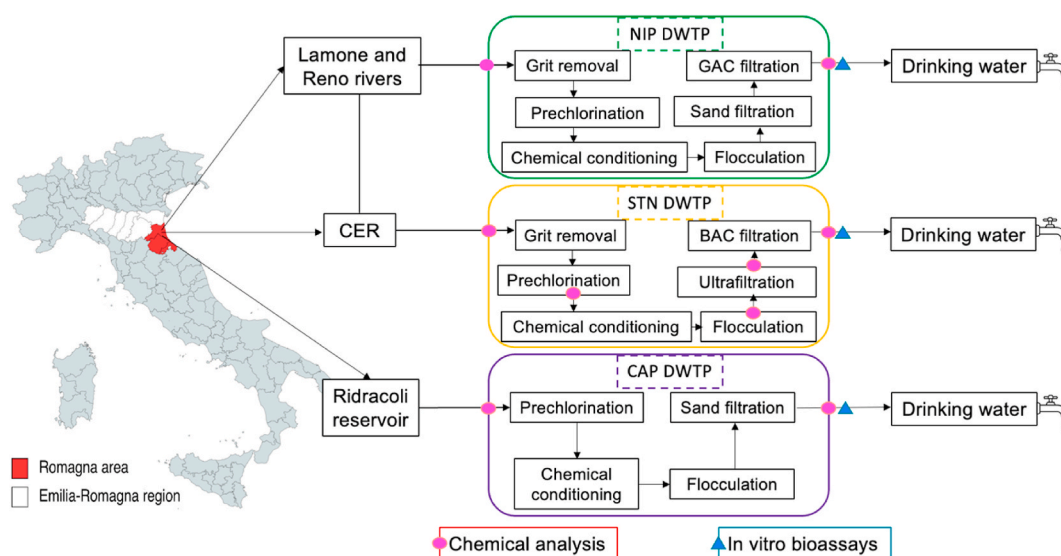 Lamone and
Reno rivers
CER
Ridracoli
reservoir
NIP DWTP
Grit removal
Prechlorination
Chemical conditioning
Flocculation
Sand filtration
GAC filtration
Drinking water
STN DWTP
Grit removal
Prechlorination
Chemical conditioning
Flocculation
Ultrafiltration
BAC filtration
Drinking water
CAP DWTP
Prechlorination
Chemical
conditioning
Flocculation
Sand filtration
Drinking water
Romagna area
Emilia-Romagna region
Chemical analysis
In vitro bioassays